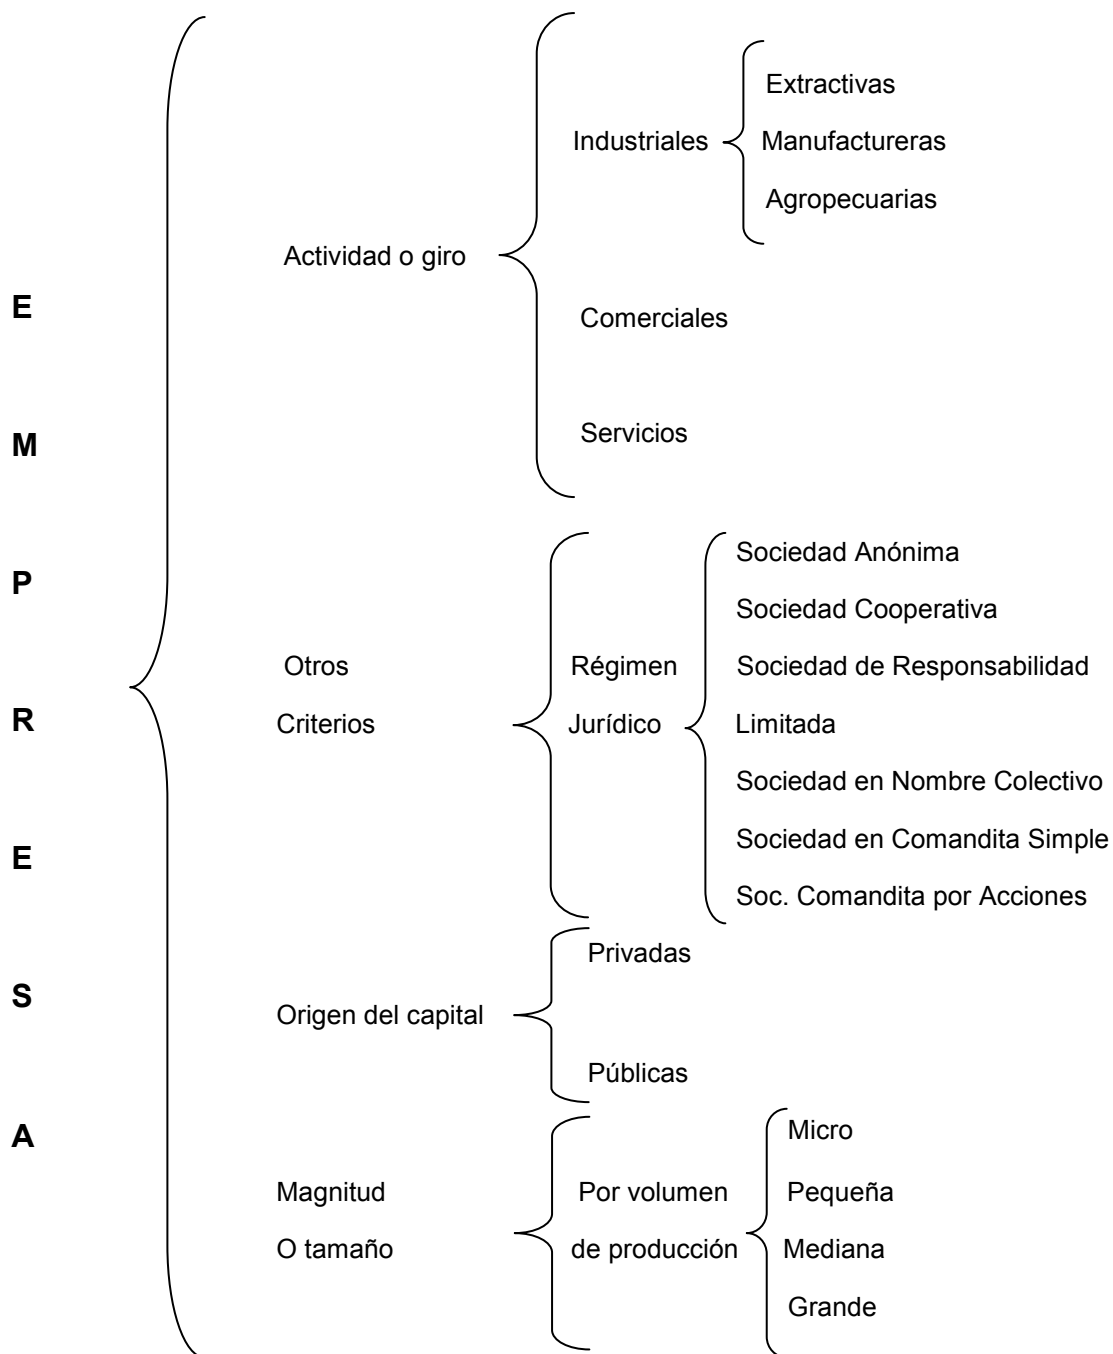 E
M
P
R
E
S
A
Actividad o giro
Industriales
Extractivas
Manufactureras
Agropecuarias
Comerciales
Servicios
Otros
Criterios
Régimen
Jurídico
Sociedad Anónima
Sociedad Cooperativa
Sociedad de Responsabilidad
Limitada
Sociedad en Nombre Colectivo
Sociedad en Comandita Simple
Soc. Comandita por Acciones
Origen del capital
Privadas
Públicas
Magnitud
O tamaño
Por volumen
de producción
Micro
Pequeña
Mediana
Grande